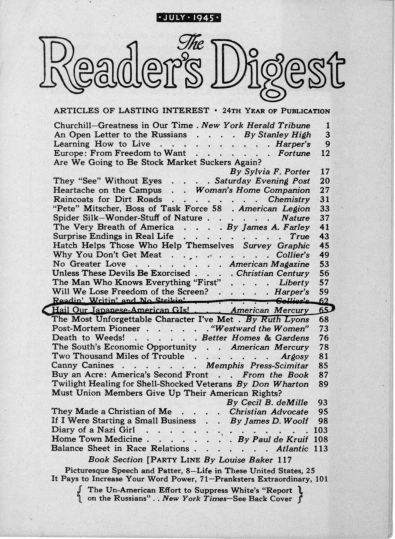 • JULY • 1945 •
The
Reader's Digest
ARTICLES OF LASTING INTEREST • 24TH YEAR OF PUBLICATION
Churchill—Greatness in Our Time . New York Herald Tribune 1
An Open Letter to the Russians . . . . By Stanley High 3
Learning How to Live . . . . . . . . Harper's 9
Europe: From Freedom to Want . . . . . . Fortune 12
Are We Going to Be Stock Market Suckers Again?
By Sylvia F. Porter 17
They "See" Without Eyes . . . . Saturday Evening Post 20
Heartache on the Campus . . Woman's Home Companion 27
Raincoats for Dirt Roads . . . . . . Chemistry 31
"Pete" Mitscher, Boss of Task Force 58 . American Legion 33
Spider Silk—Wonder-Stuff of Nature . . . . . Nature 37
The Very Breath of America . . . By James A. Farley 41
Surprise Endings in Real Life . . . . . . . True 43
Hatch Helps Those Who Help Themselves Survey Graphic 45
Why You Don't Get Meat . . . . . . . Collier's 49
No Greater Love . . . . . . . American Magazine 53
Unless These Devils Be Exorcised . . . . Christian Century 56
The Man Who Knows Everything "First" . . . . Liberty 57
Will We Lose Freedom of the Screen? . . . . Harper's 59
Readin' Writin' and No Strikin' . . . . . Collier's 62
Hail Our Japanese-American GIs! . . . American Mercury 65
The Most Unforgettable Character I've Met . By Ruth Lyons 68
Post-Mortem Pioneer . . . . . "Westward the Women" 73
Death to Weeds! . . . . . . Better Homes & Gardens 76
The South's Economic Opportunity . . American Mercury 78
Two Thousand Miles of Trouble . . . . . . Argosy 81
Canny Canines . . . . . . Memphis Press-Scimitar 85
Buy an Acre: America's Second Front . . From the Book 87
Twilight Healing for Shell-Shocked Veterans By Don Wharton 89
Must Union Members Give Up Their American Rights?
By Cecil B. deMille 93
They Made a Christian of Me . . . . Christian Advocate 95
If I Were Starting a Small Business . . By James D. Woolf 98
Diary of a Nazi Girl . . . . . . . . . . . 103
Home Town Medicine . . . . . . . By Paul de Kruif 108
Balance Sheet in Race Relations . . . . . . Atlantic 113
Book Section [PARTY LINE By Louise Baker 117
Picturesque Speech and Patter, 8—Life in These United States, 25
It Pays to Increase Your Word Power, 71—Pranksters Extraordinary, 101
{ The Un-American Effort to Suppress White's "Report }
{ on the Russians" . . New York Times—See Back Cover }